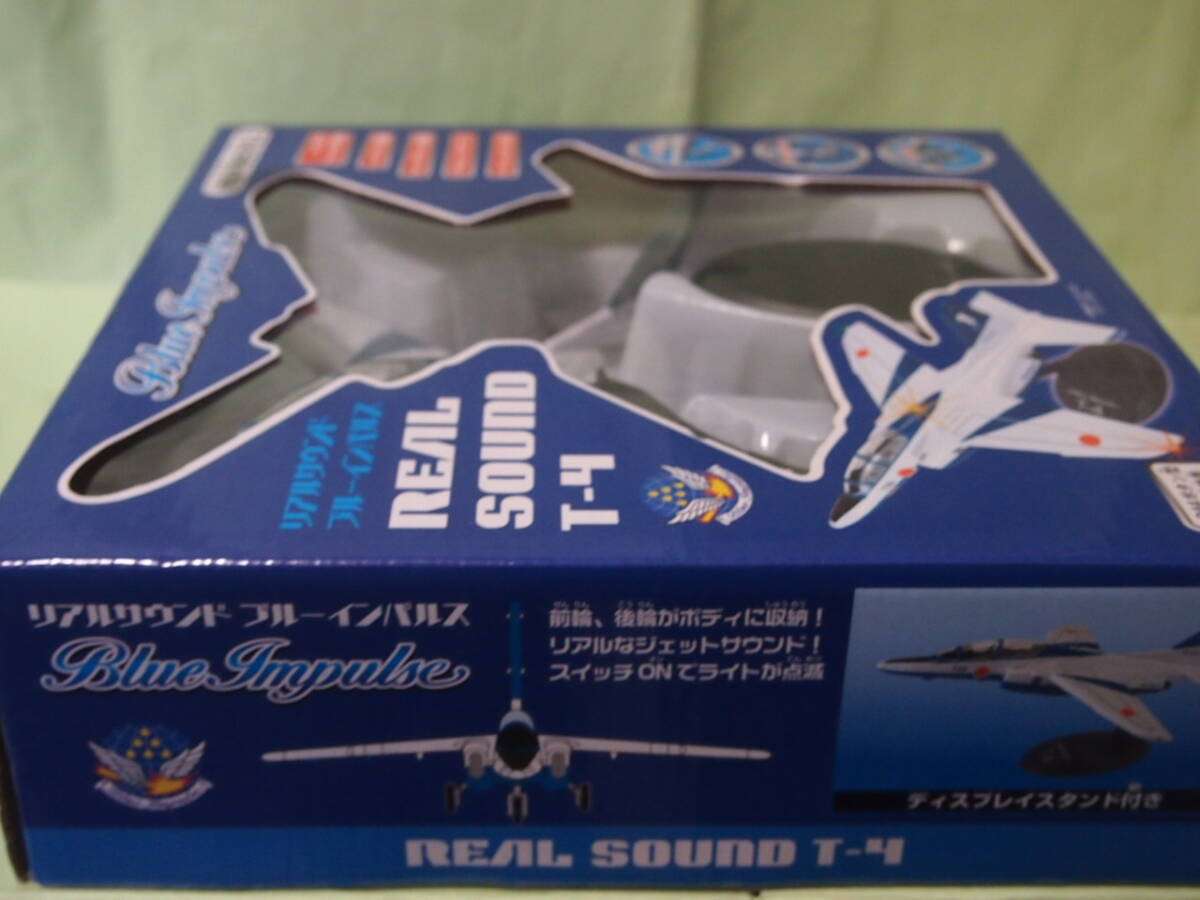 Blue Impulse
リアルサウンド
ブルーインパルス
REAL
SOUND
T-4
リアルサウンド ブルーインパルス
Blue Impulse
前輪、後輪がボディに収納！
リアルなジェットサウンド！
スイッチONでライトが点滅
ディスプレイスタンド付き
REAL SOUND T-4